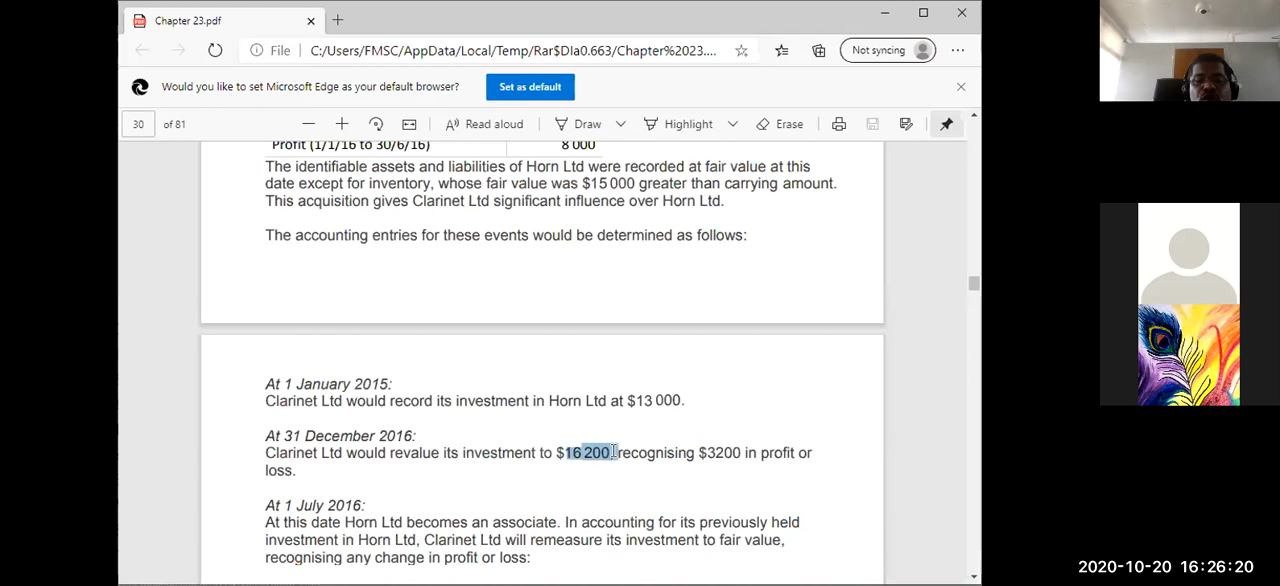 Chapter 23.pdf
File
C:/Users/FMSC/AppData/Local/Temp/Rar$DIa0.663/Chapter%2023....
Not syncing
Would you like to set Microsoft Edge as your default browser?
Set as default
30 of 81
Read aloud
Draw
Highlight
Erase
Profit (1/1/16 to 30/6/16) 8 000
The identifiable assets and liabilities of Horn Ltd were recorded at fair value at this
date except for inventory, whose fair value was $15 000 greater than carrying amount.
This acquisition gives Clarinet Ltd significant influence over Horn Ltd.
The accounting entries for these events would be determined as follows:
At 1 January 2015:
Clarinet Ltd would record its investment in Horn Ltd at $13 000.
At 31 December 2016:
Clarinet Ltd would revalue its investment to $16 200, recognising $3200 in profit or
loss.
At 1 July 2016:
At this date Horn Ltd becomes an associate. In accounting for its previously held
investment in Horn Ltd, Clarinet Ltd will remeasure its investment to fair value,
recognising any change in profit or loss:
2020-10-20 16:26:20